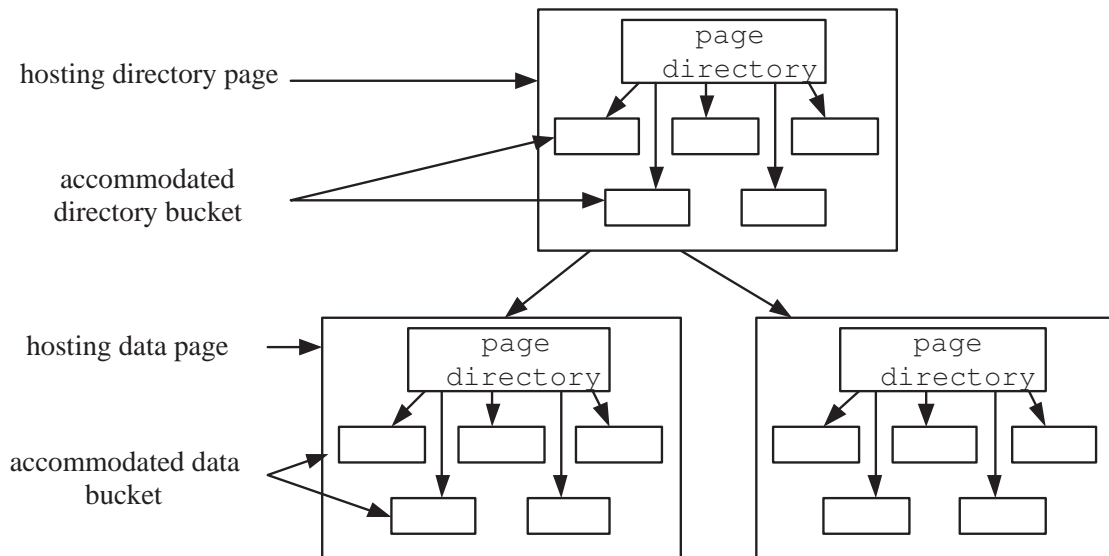 page
directory
hosting directory page
accommodated
directory bucket
hosting data page
page
directory
page
directory
accommodated data
bucket